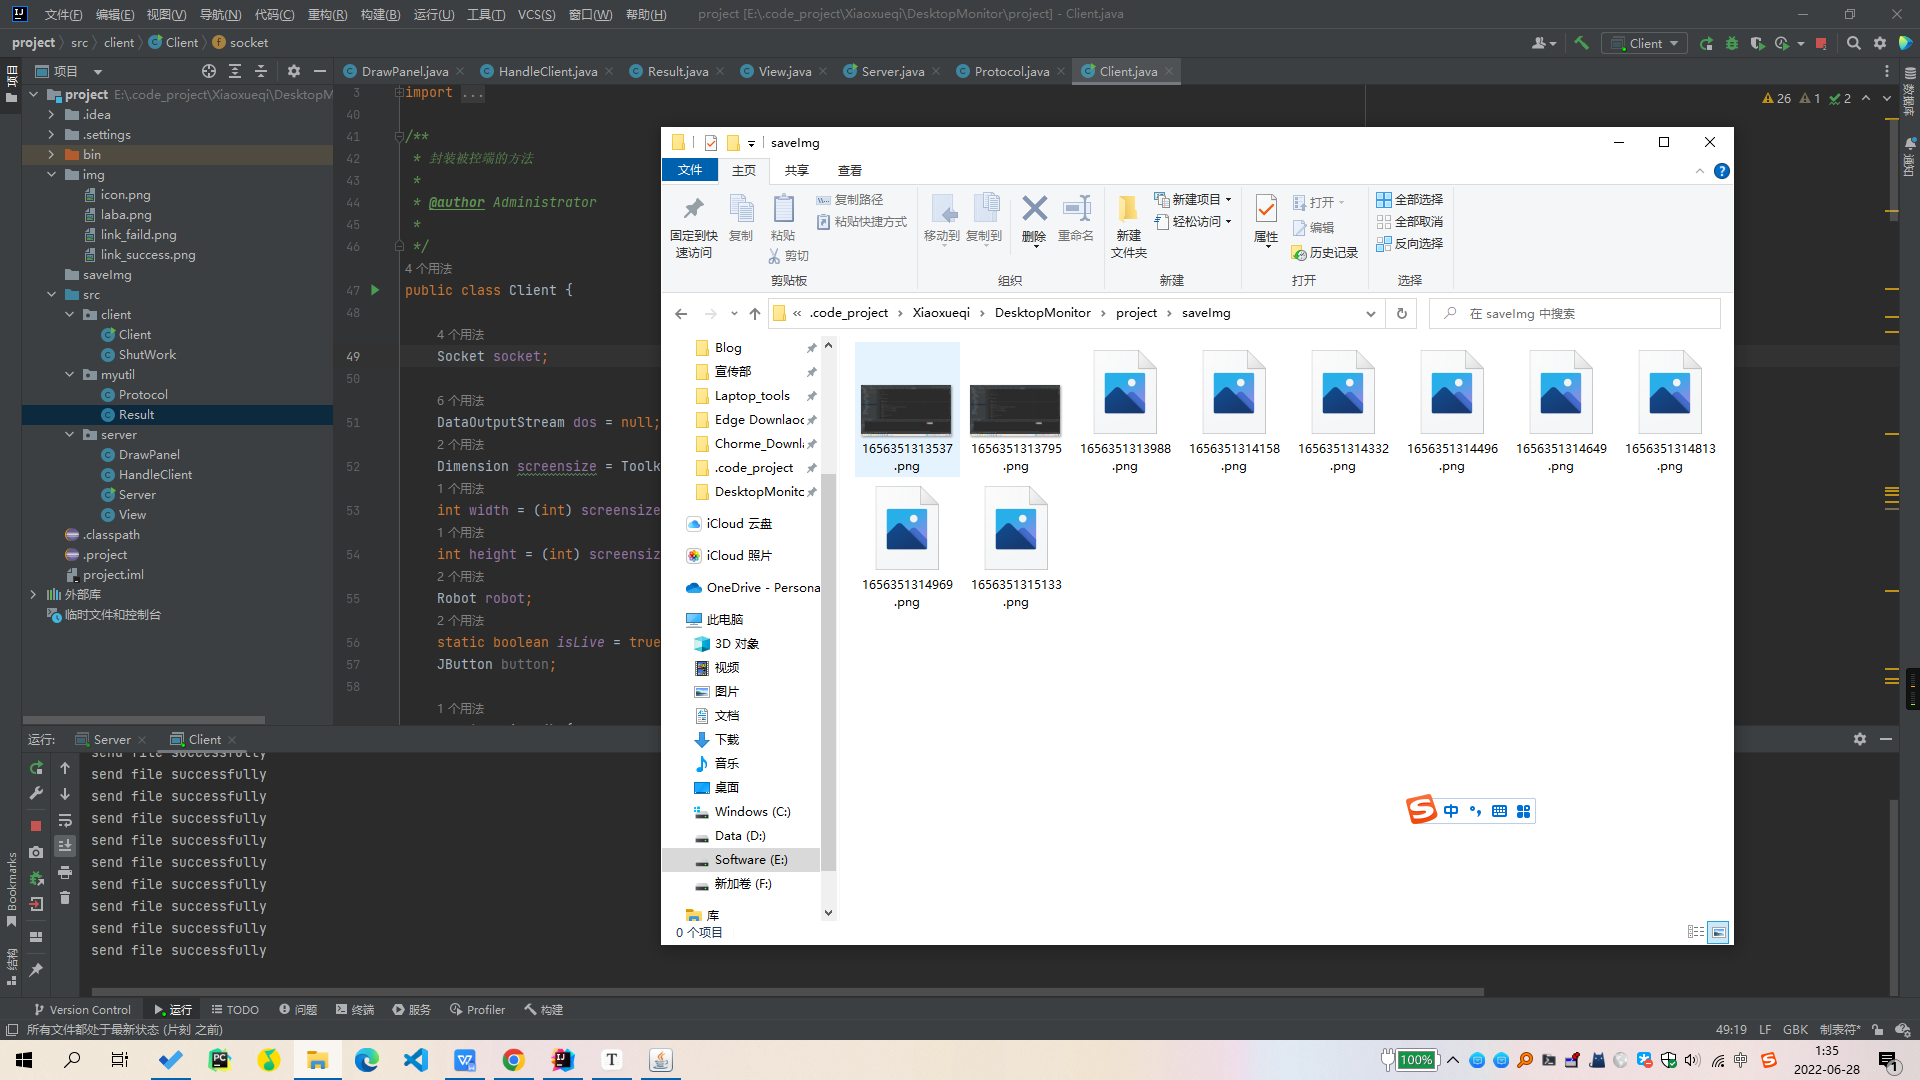 文件(F) 编辑(E) 视图(V) 导航(N) 代码(C) 重构(R) 构建(B) 运行(U) 工具(T) VCS(S) 窗口(W) 帮助(H) project [E:\.code_project\Xiaoxueqi\DesktopMonitor\project] - Client.java
project src client Client socket
Client
项目
DrawPanel.java HandleClient.java Result.java View.java Server.java Protocol.java Client.java
项目
数据库
通知
project E:\.code_project\Xiaoxueqi\DesktopM
.idea
.settings
bin
img
icon.png
laba.png
link_faild.png
link_success.png
saveImg
src
client
Client
ShutWork
myutil
Protocol
Result
server
DrawPanel
HandleClient
Server
View
.classpath
.project
project.iml
外部库
临时文件和控制台
26 1 2
3 import ...
40
41 /**
42 * 封装被控端的方法
43 *
44 * @author Administrator
45 *
46 */
4 个用法
47 public class Client {
48
4 个用法
49 Socket socket;
50
6 个用法
51 DataOutputStream dos = null;
2 个用法
52 Dimension screensize = Toolk
1 个用法
53 int width = (int) screensize
1 个用法
54 int height = (int) screensiz
2 个用法
55 Robot robot;
2 个用法
56 static boolean isLive = true
57 JButton button;
58
1 个用法
saveImg
文件 主页 共享 查看
固定到快速访问
复制
粘贴
复制路径
粘贴快捷方式
剪切
剪贴板
移动到
复制到
删除
重命名
组织
新建
文件夹
新建项目
轻松访问
新建
属性
打开
编辑
历史记录
打开
全部选择
全部取消
反向选择
选择
« .code_project › Xiaoxueqi › DesktopMonitor › project › saveImg
在 saveImg 中搜索
Blog
宣传部
Laptop_tools
Edge Downlaoc
Chorme_Downl
.code_project
DesktopMonitc
iCloud 云盘
iCloud 照片
OneDrive - Persona
此电脑
3D 对象
视频
图片
文档
下载
音乐
桌面
Windows (C:)
Data (D:)
Software (E:)
新加卷 (F:)
库
1656351313537.png
1656351313795.png
1656351313988.png
1656351314158.png
1656351314332.png
1656351314496.png
1656351314649.png
1656351314813.png
1656351314969.png
1656351315133.png
0 个项目
中
运行: Server Client
send file successfully
send file successfully
send file successfully
send file successfully
send file successfully
send file successfully
send file successfully
send file successfully
send file successfully
send file successfully
Bookmarks
结构
Version Control 运行 TODO 问题 终端 服务 Profiler 构建
所有文件都处于最新状态 (片刻 之前)
49:19 LF GBK 制表符*
100%
中
1:35
2022-06-28
1